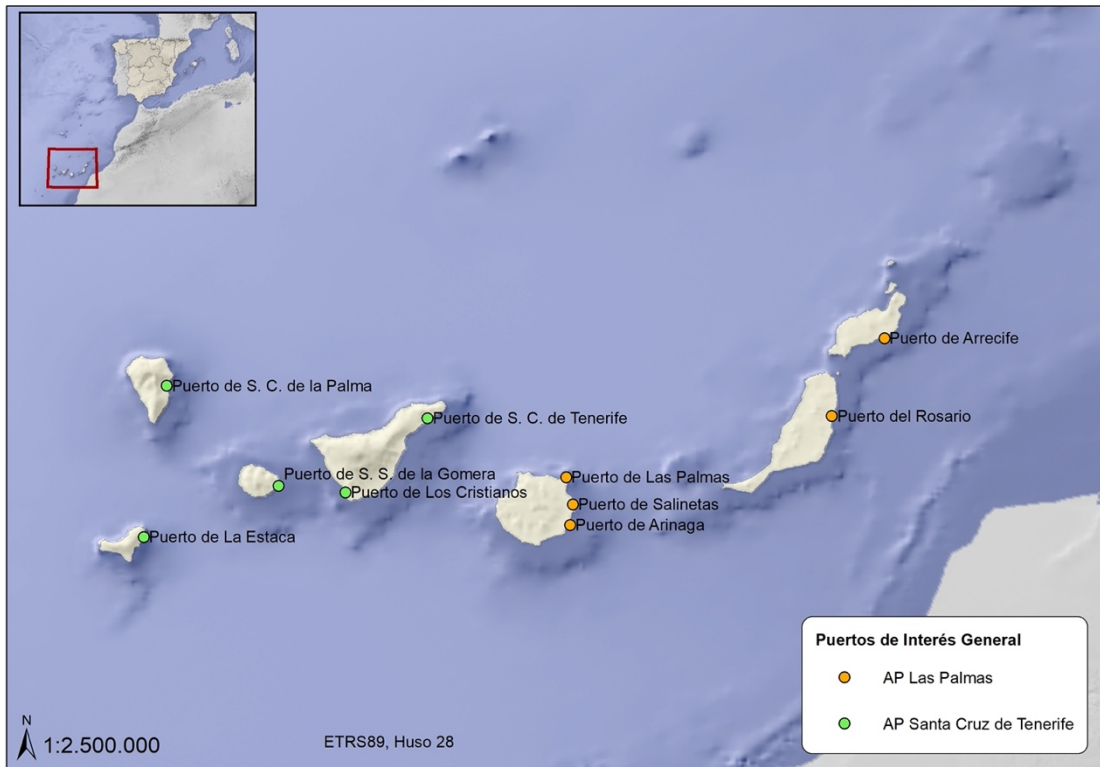 Puerto de Arrecife
Puerto de S. C. de la Palma
Puerto del Rosario
Puerto de S. C. de Tenerife
Puerto de S. S. de la Gomera
Puerto de Las Palmas
Puerto de Los Cristianos
Puerto de Salinetas
Puerto de Arinaga
Puerto de La Estaca
Puertos de Interés General
AP Las Palmas
AP Santa Cruz de Tenerife
N
1:2.500.000
ETRS89, Huso 28